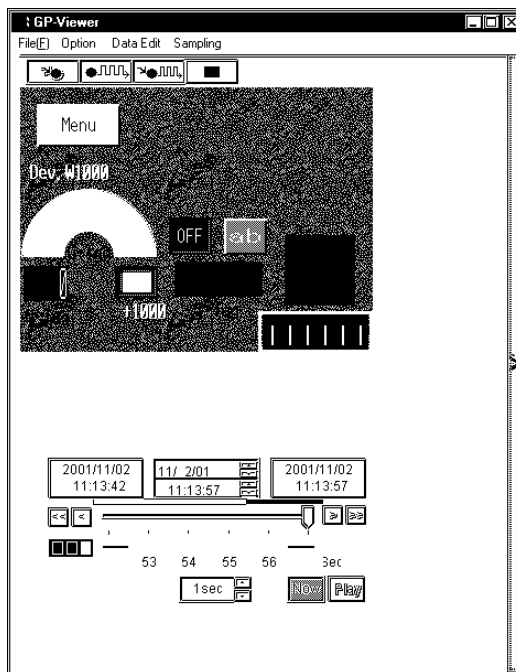 GP-Viewer
File(F) Option Data Edit Sampling
Menu
Dev, W1000
OFF ab
0
+1000
2001/11/02 11/ 2/01 2001/11/02
11:13:42 11:13:57 11:13:57
<< < > >>
53 54 55 56 Sec
1sec Now Play